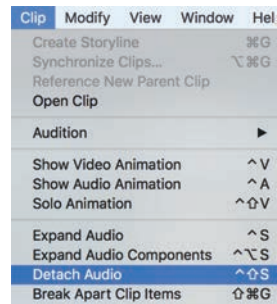 Clip Modify View Window Hel
Create Storyline ⌘G
Synchronize Clips... ⌥⌘G
Reference New Parent Clip
Open Clip
Audition ▶
Show Video Animation ^V
Show Audio Animation ^A
Solo Animation ^⇧V
Expand Audio ^S
Expand Audio Components ^⌥S
Detach Audio ^⇧S
Break Apart Clip Items ⇧⌘G